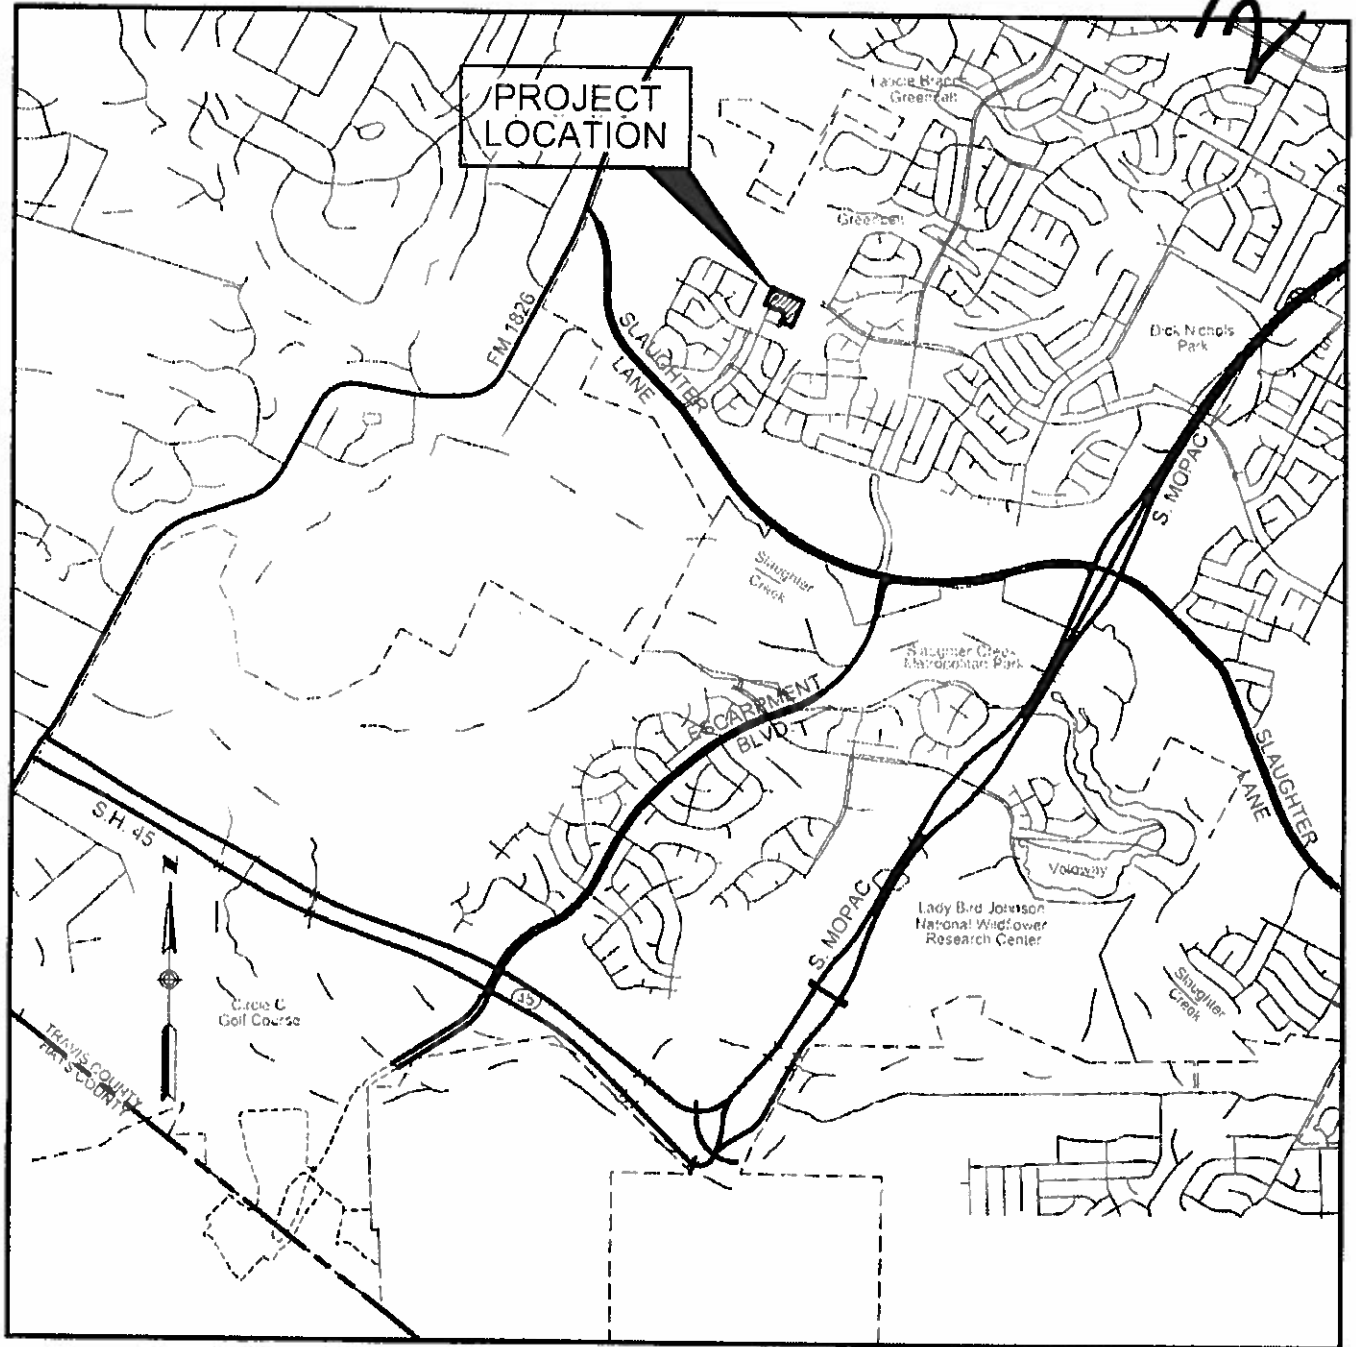 PROJECT
LOCATION
Greenbelt
Greenbelt
Dick Nichols
Park
FM 1826
SLAUGHTER
LANE
S. MOPAC
Slaughter
Creek
Slaughter Creek
Metropolitan Park
ESCARPMENT
BLVD.
SLAUGHTER
LANE
S.H. 45
Veloway
S. MOPAC
Lady Bird Johnson
National Wildflower
Research Center
Slaughter
Creek
45
Circle C
Golf Course
TRAVIS COUNTY
HAYS COUNTY